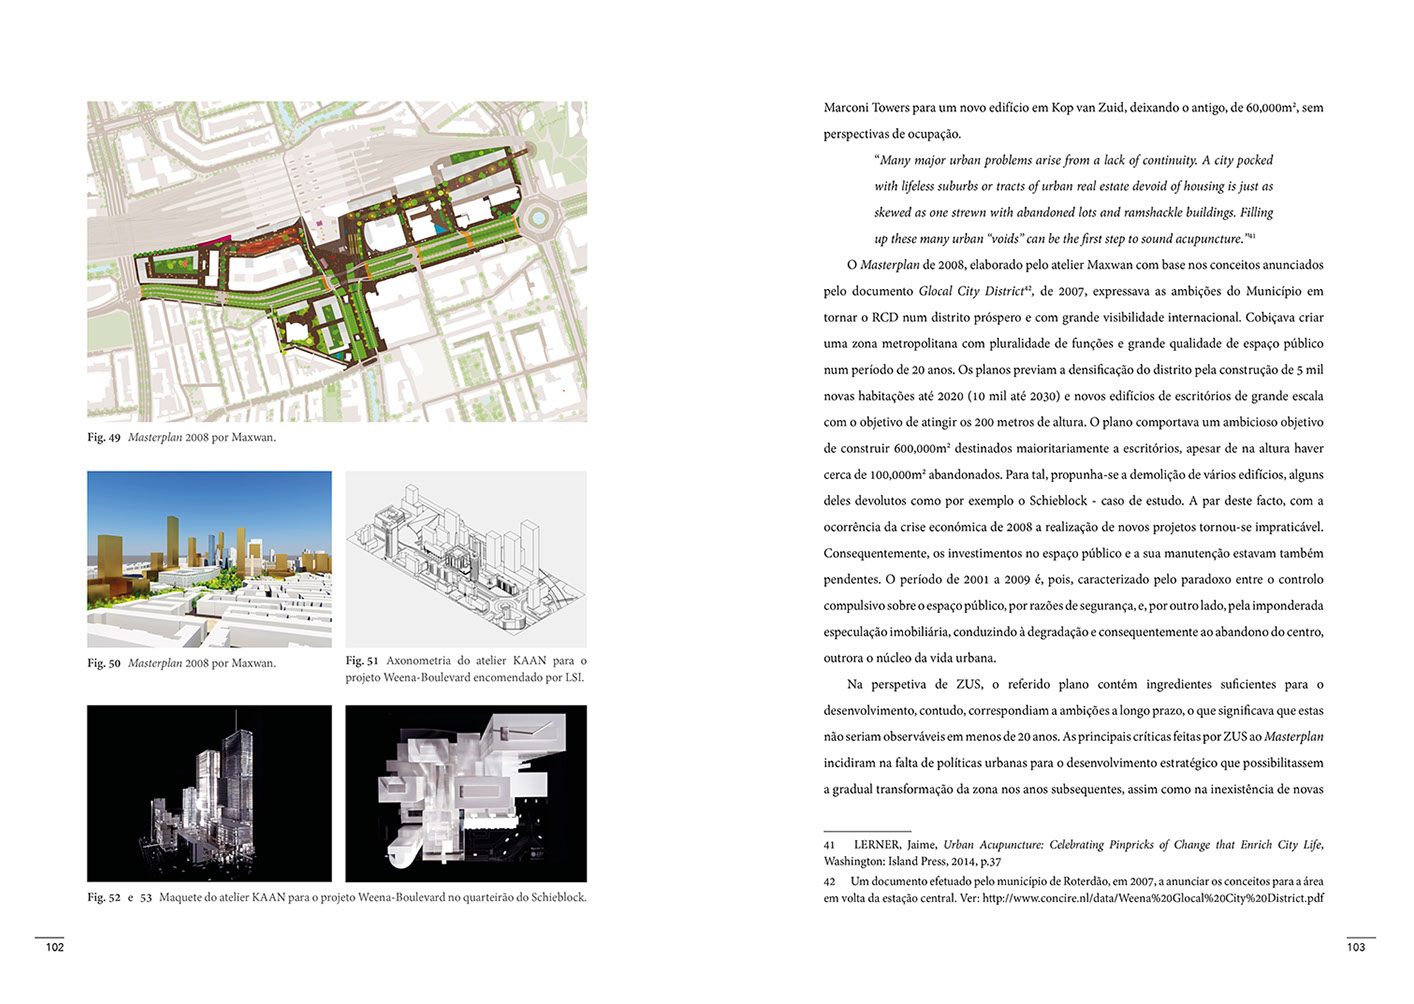 Fig. 49 Masterplan 2008 por Maxwan.
Fig. 50 Masterplan 2008 por Maxwan.
Fig. 51 Axonometria do atelier KAAN para o
projeto Weena-Boulevard encomendado por LSI.
Fig. 52 e 53 Maquete do atelier KAAN para o projeto Weena-Boulevard no quarteirão do Schieblock.
102
Marconi Towers para um novo edifício em Kop van Zuid, deixando o antigo, de 60,000m², sem
perspectivas de ocupação.
“Many major urban problems arise from a lack of continuity. A city pocked
with lifeless suburbs or tracts of urban real estate devoid of housing is just as
skewed as one strewn with abandoned lots and ramshackle buildings. Filling
up these many urban “voids” can be the first step to sound acupuncture.”⁴¹
O Masterplan de 2008, elaborado pelo atelier Maxwan com base nos conceitos anunciados
pelo documento Glocal City District⁴², de 2007, expressava as ambições do Município em
tornar o RCD num distrito próspero e com grande visibilidade internacional. Cobiçava criar
uma zona metropolitana com pluralidade de funções e grande qualidade de espaço público
num período de 20 anos. Os planos previam a densificação do distrito pela construção de 5 mil
novas habitações até 2020 (10 mil até 2030) e novos edifícios de escritórios de grande escala
com o objetivo de atingir os 200 metros de altura. O plano comportava um ambicioso objetivo
de construir 600,000m² destinados maioritariamente a escritórios, apesar de na altura haver
cerca de 100,000m² abandonados. Para tal, propunha-se a demolição de vários edifícios, alguns
deles devolutos como por exemplo o Schieblock - caso de estudo. A par deste facto, com a
ocorrência da crise económica de 2008 a realização de novos projetos tornou-se impraticável.
Consequentemente, os investimentos no espaço público e a sua manutenção estavam também
pendentes. O período de 2001 a 2009 é, pois, caracterizado pelo paradoxo entre o controlo
compulsivo sobre o espaço público, por razões de segurança, e, por outro lado, pela imponderada
especulação imobiliária, conduzindo à degradação e consequentemente ao abandono do centro,
outrora o núcleo da vida urbana.
Na perspetiva de ZUS, o referido plano contém ingredientes suficientes para o
desenvolvimento, contudo, correspondiam a ambições a longo prazo, o que significava que estas
não seriam observáveis em menos de 20 anos. As principais críticas feitas por ZUS ao Masterplan
incidiram na falta de políticas urbanas para o desenvolvimento estratégico que possibilitassem
a gradual transformação da zona nos anos subsequentes, assim como na inexistência de novas
41 LERNER, Jaime, Urban Acupuncture: Celebrating Pinpricks of Change that Enrich City Life,
Washington: Island Press, 2014, p.37
42 Um documento efetuado pelo município de Roterdão, em 2007, a anunciar os conceitos para a área
em volta da estação central. Ver: http://www.concire.nl/data/Weena%20Glocal%20City%20District.pdf
103